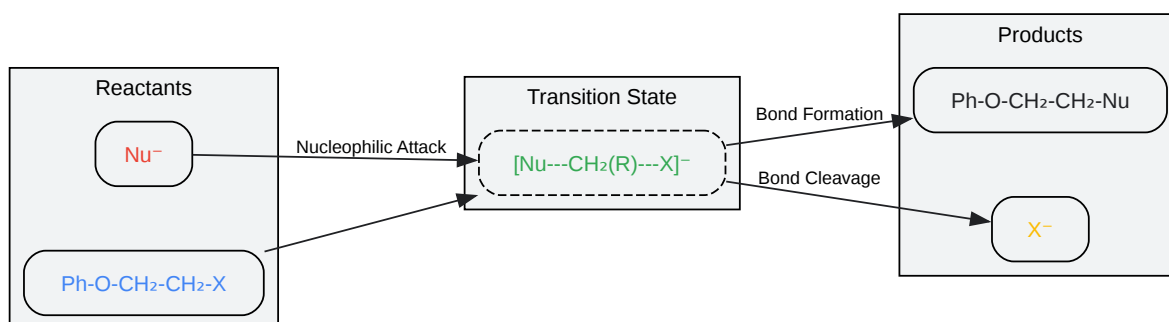 Reactants
Nu⁻
Ph-O-CH₂-CH₂-X
Nucleophilic Attack
Transition State
[Nu---CH₂(R)---X]⁻
Bond Formation
Bond Cleavage
Products
Ph-O-CH₂-CH₂-Nu
X⁻